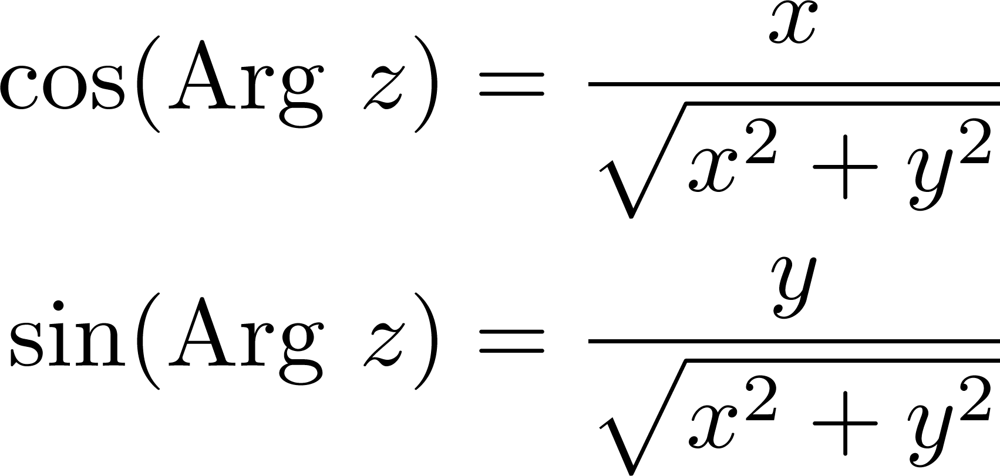 cos(Arg z) = x / √(x² + y²)
sin(Arg z) = y / √(x² + y²)